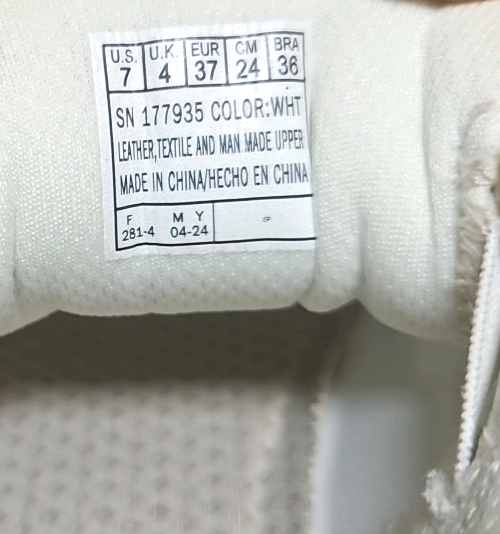 U.S. U.K. EUR CM BRA
7 4 37 24 36
SN 177935 COLOR:WHT
LEATHER,TEXTILE AND MAN MADE UPPER
MADE IN CHINA/HECHO EN CHINA
F M Y
281-4 04-24